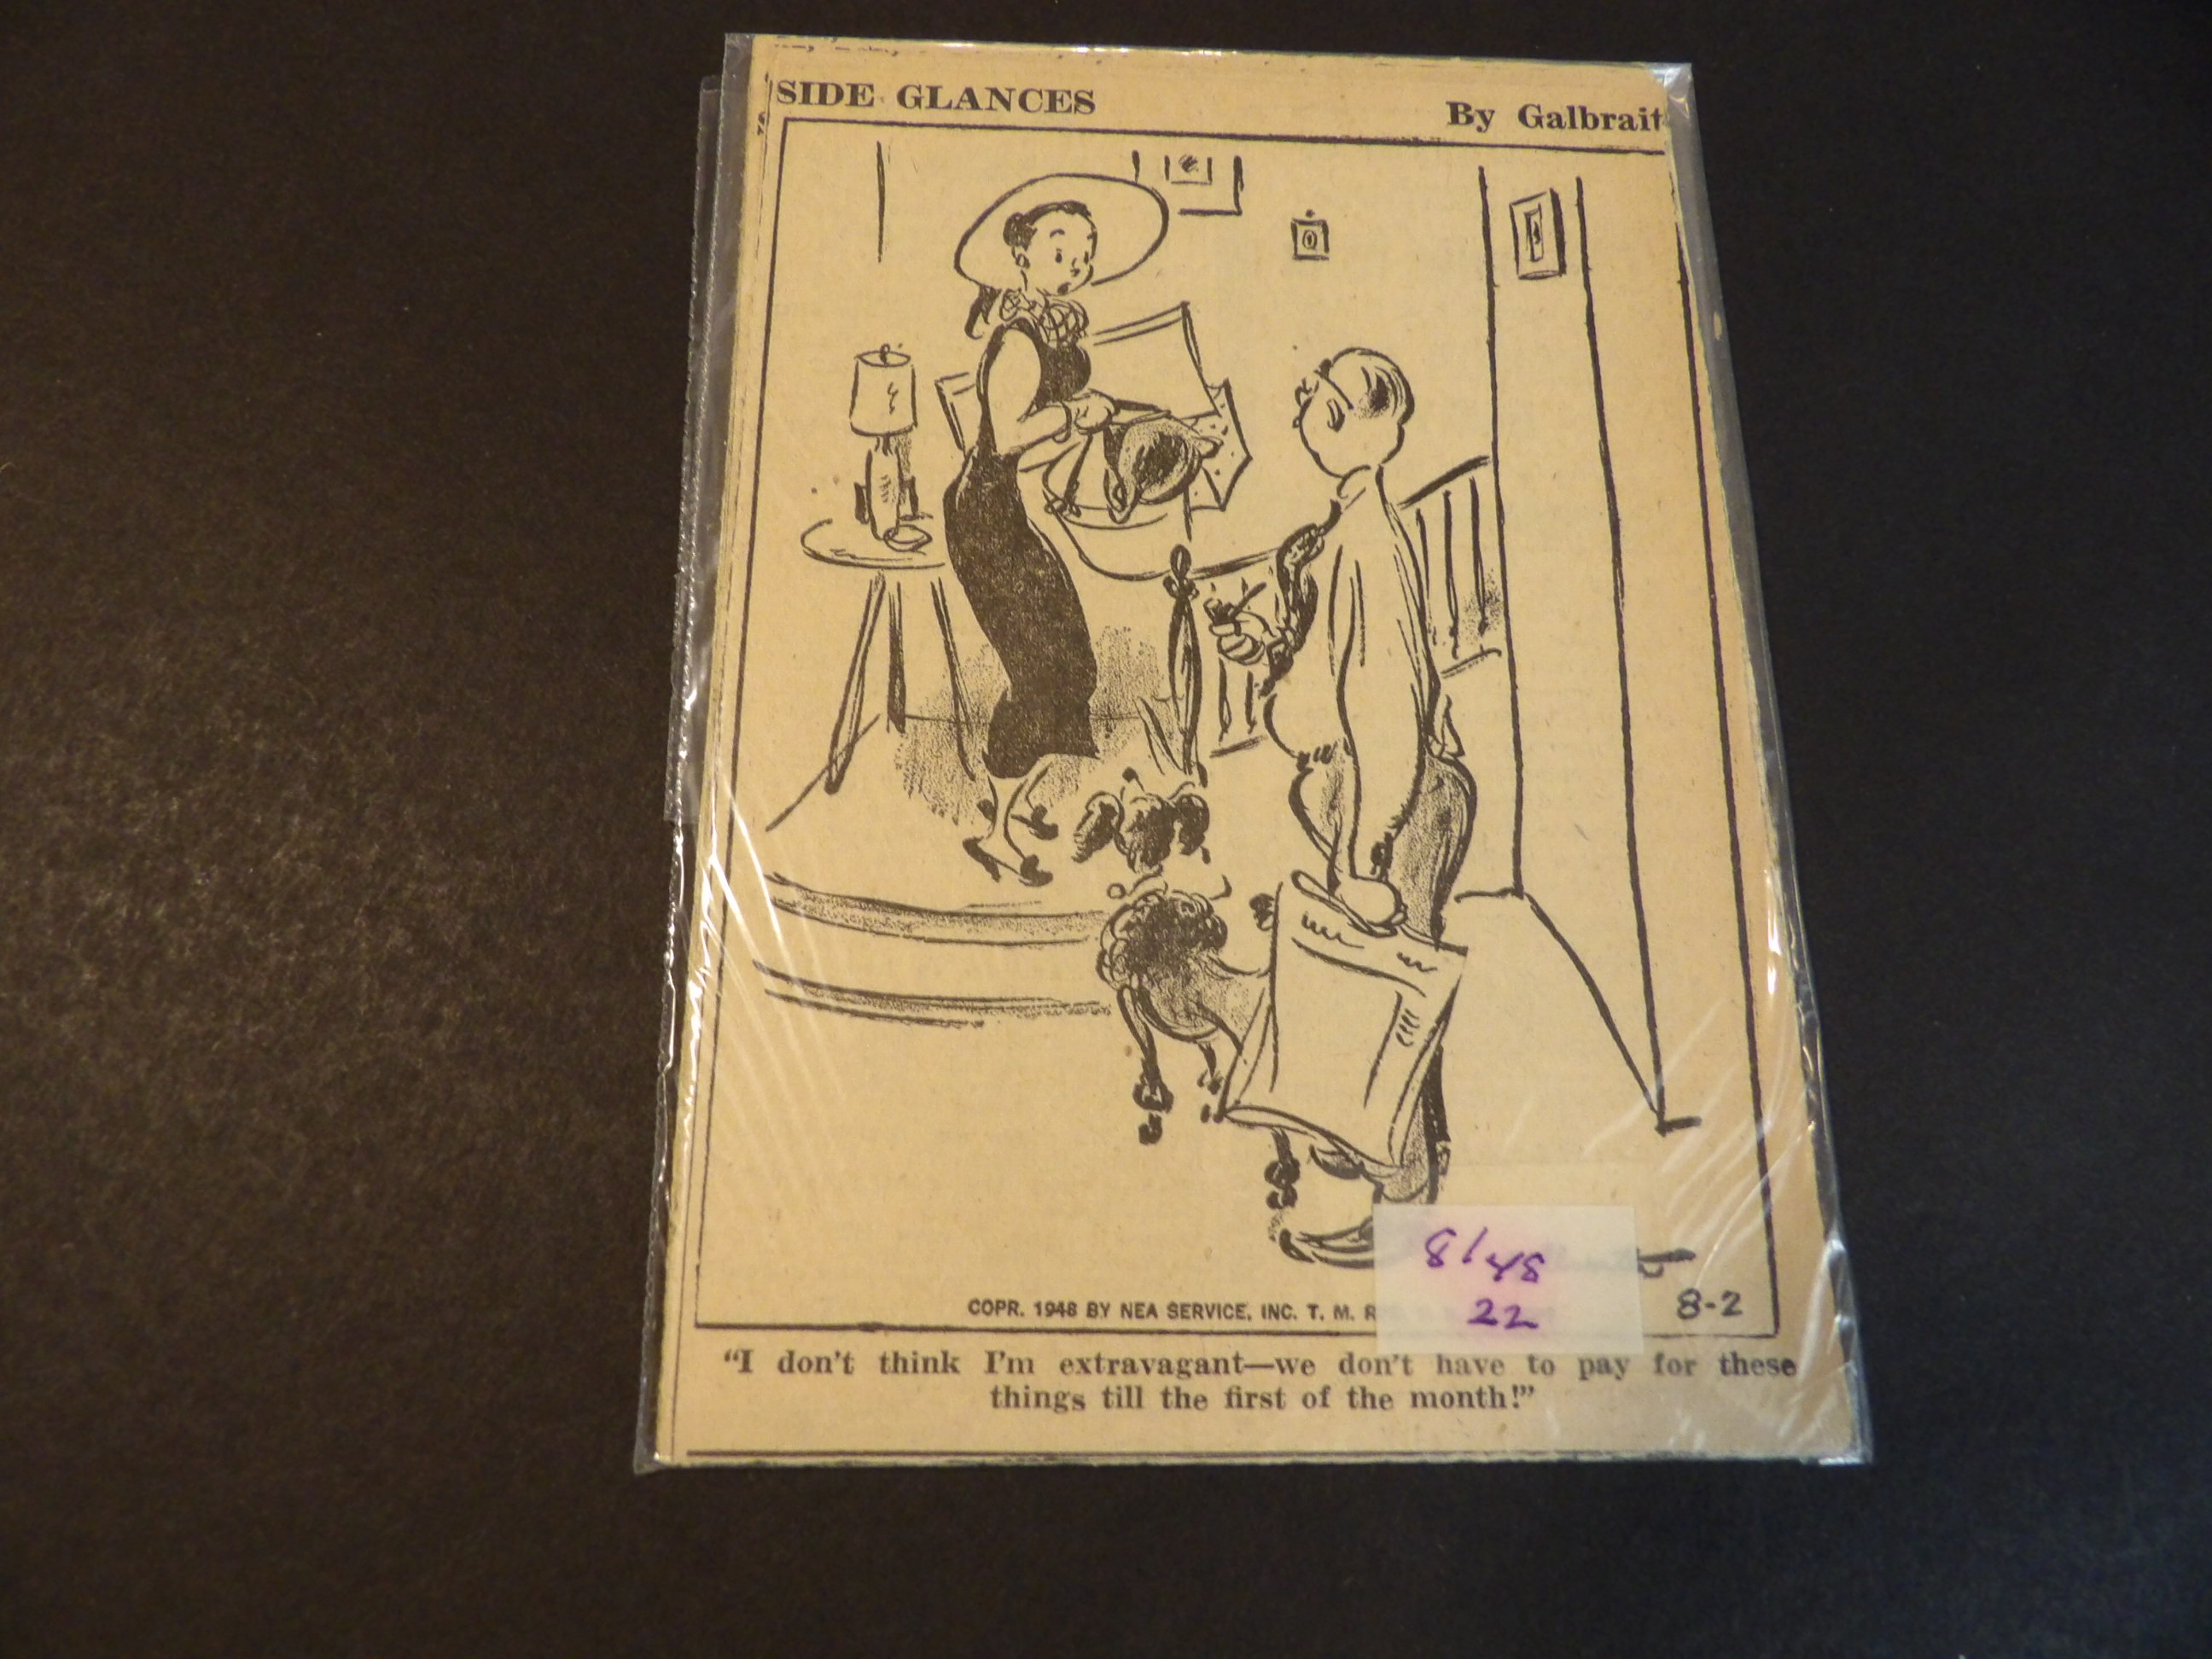 SIDE GLANCES
By Galbrait
8/48
22
COPR. 1948 BY NEA SERVICE, INC. T. M. R
8-2
“I don't think I'm extravagant—we don't have to pay for these
things till the first of the month!”